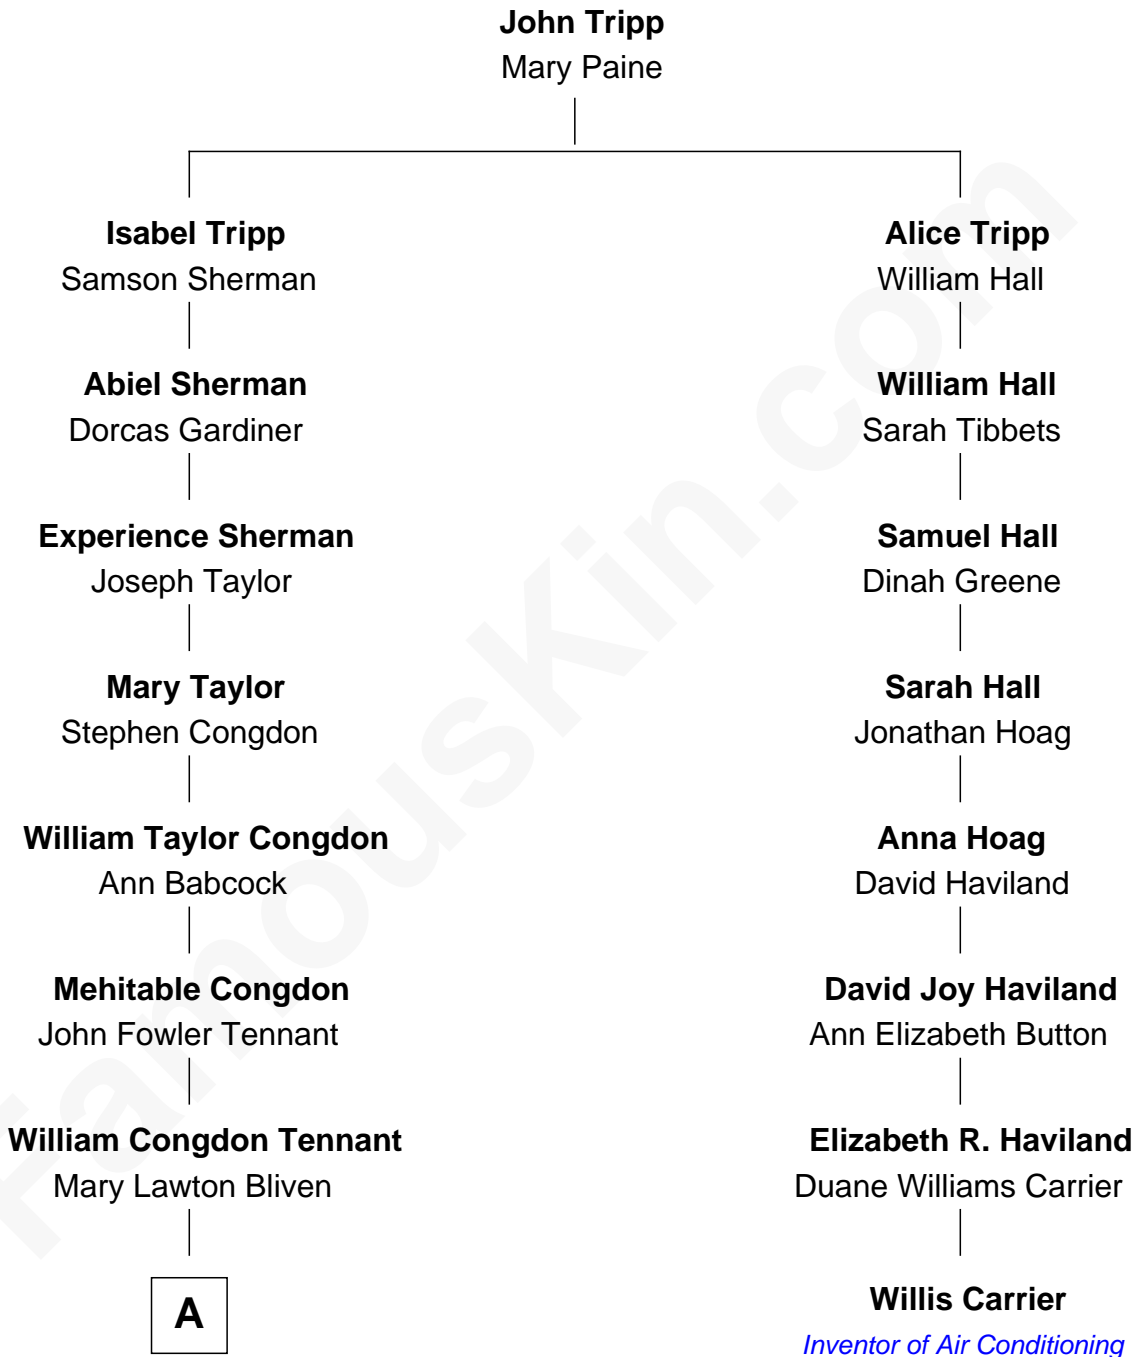 John Tripp
Mary Paine
Isabel Tripp
Samson Sherman
Alice Tripp
William Hall
Abiel Sherman
Dorcas Gardiner
William Hall
Sarah Tibbets
Experience Sherman
Joseph Taylor
Samuel Hall
Dinah Greene
Mary Taylor
Stephen Congdon
Sarah Hall
Jonathan Hoag
William Taylor Congdon
Ann Babcock
Anna Hoag
David Haviland
Mehitable Congdon
John Fowler Tennant
David Joy Haviland
Ann Elizabeth Button
William Congdon Tennant
Mary Lawton Bliven
Elizabeth R. Haviland
Duane Williams Carrier
A
Willis Carrier
Inventor of Air Conditioning
FamousKin.com